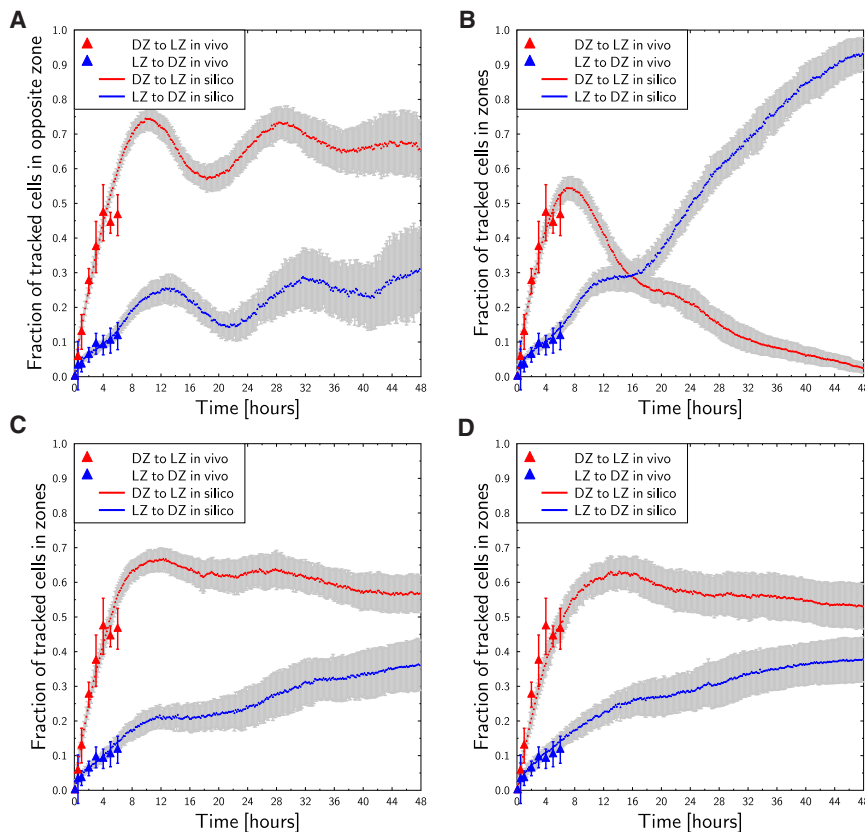 A
Fraction of tracked cells in opposite zone
1.0
0.9
0.8
0.7
0.6
0.5
0.4
0.3
0.2
0.1
0.0
DZ to LZ in vivo
LZ to DZ in vivo
DZ to LZ in silico
LZ to DZ in silico
0 4 8 12 16 20 24 28 32 36 40 44 48
Time [hours]
B
Fraction of tracked cells in zones
1.0
0.9
0.8
0.7
0.6
0.5
0.4
0.3
0.2
0.1
0.0
DZ to LZ in vivo
LZ to DZ in vivo
DZ to LZ in silico
LZ to DZ in silico
0 4 8 12 16 20 24 28 32 36 40 44 48
Time [hours]
C
Fraction of tracked cells in zones
1.0
0.9
0.8
0.7
0.6
0.5
0.4
0.3
0.2
0.1
0.0
DZ to LZ in vivo
LZ to DZ in vivo
DZ to LZ in silico
LZ to DZ in silico
0 4 8 12 16 20 24 28 32 36 40 44 48
Time [hours]
D
Fraction of tracked cells in zones
1.0
0.9
0.8
0.7
0.6
0.5
0.4
0.3
0.2
0.1
0.0
DZ to LZ in vivo
LZ to DZ in vivo
DZ to LZ in silico
LZ to DZ in silico
0 4 8 12 16 20 24 28 32 36 40 44 48
Time [hours]